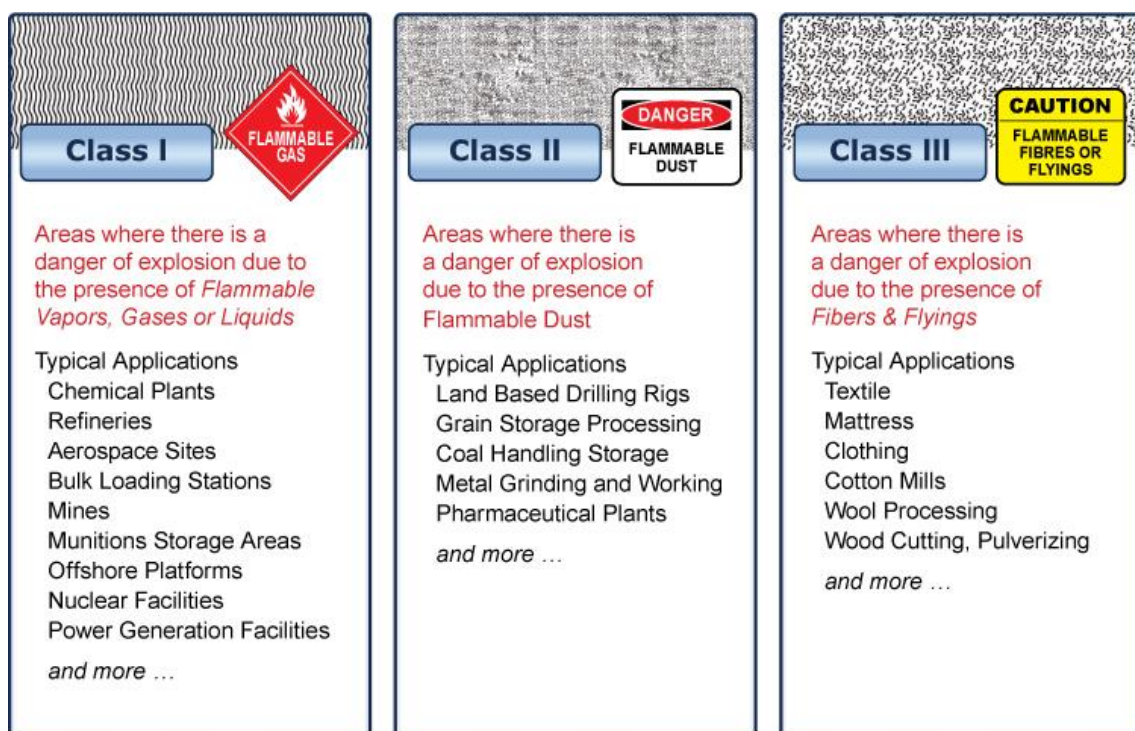 FLAMMABLE
GAS
Class I
Areas where there is a
danger of explosion due to
the presence of Flammable
Vapors, Gases or Liquids
Typical Applications
Chemical Plants
Refineries
Aerospace Sites
Bulk Loading Stations
Mines
Munitions Storage Areas
Offshore Platforms
Nuclear Facilities
Power Generation Facilities
and more …
DANGER
FLAMMABLE
DUST
Class II
Areas where there is
a danger of explosion
due to the presence of
Flammable Dust
Typical Applications
Land Based Drilling Rigs
Grain Storage Processing
Coal Handling Storage
Metal Grinding and Working
Pharmaceutical Plants
and more …
CAUTION
FLAMMABLE
FIBRES OR
FLYINGS
Class III
Areas where there is
a danger of explosion
due to the presence of
Fibers & Flyings
Typical Applications
Textile
Mattress
Clothing
Cotton Mills
Wool Processing
Wood Cutting, Pulverizing
and more …